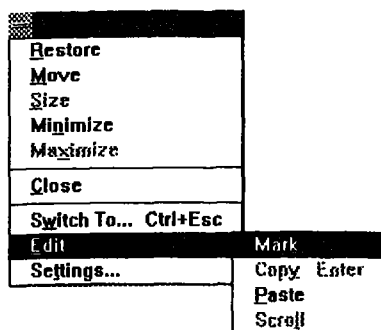 Restore
Move
Size
Minimize
Maximize
Close
Switch To... Ctrl+Esc
Edit
Settings...
Mark
Copy Enter
Paste
Scroll